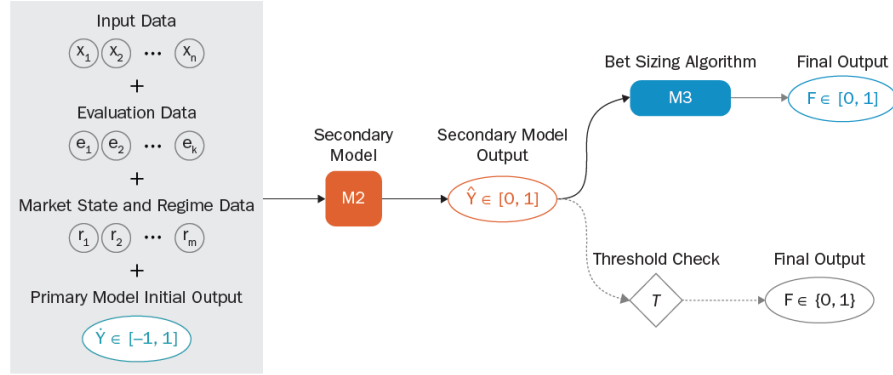 Input Data
x1 x2 ••• xn
+
Evaluation Data
e1 e2 ••• ek
+
Market State and Regime Data
r1 r2 ••• rm
+
Primary Model Initial Output
Ẏ ∈ [−1, 1]
Secondary
Model
M2
Secondary Model
Output
Ŷ ∈ [0, 1]
Bet Sizing Algorithm
M3
Final Output
F ∈ [0, 1]
Threshold Check
T
Final Output
F ∈ {0, 1}